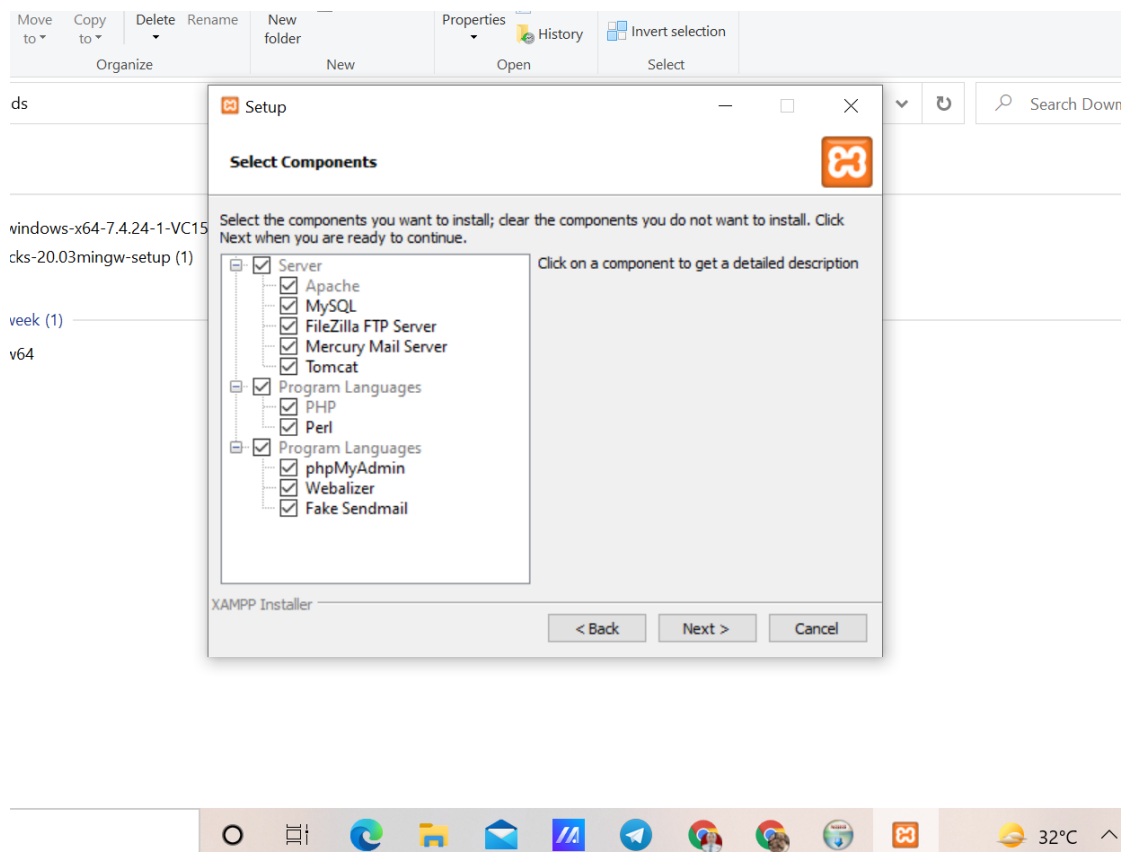 Move to
Copy to
Delete
Rename
New folder
Properties
History
Invert selection
Organize
New
Open
Select
ds
Search Down
Setup
Select Components
Select the components you want to install; clear the components you do not want to install. Click
Next when you are ready to continue.
windows-x64-7.4.24-1-VC15
cks-20.03mingw-setup (1)
week (1)
w64
Server
Apache
MySQL
FileZilla FTP Server
Mercury Mail Server
Tomcat
Program Languages
PHP
Perl
Program Languages
phpMyAdmin
Webalizer
Fake Sendmail
Click on a component to get a detailed description
XAMPP Installer
< Back
Next >
Cancel
32°C